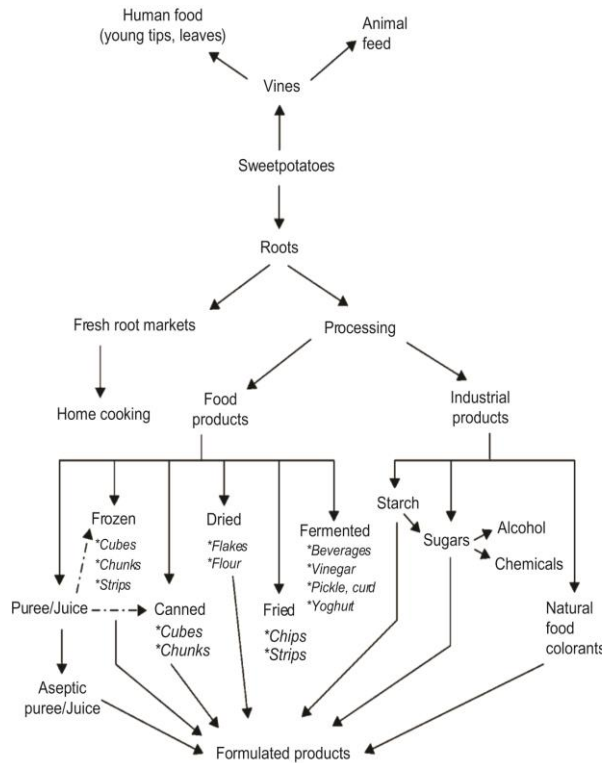 Human food
(young tips, leaves)
Animal
feed
Vines
Sweetpotatoes
Roots
Fresh root markets
Processing
Home cooking
Food
products
Industrial
products
Frozen
*Cubes
*Chunks
*Strips
Dried
*Flakes
*Flour
Fermented
*Beverages
*Vinegar
*Pickle, curd
*Yoghurt
Starch
Sugars
Alcohol
Chemicals
Puree/Juice
Canned
*Cubes
*Chunks
Fried
*Chips
*Strips
Natural
food
colorants
Aseptic
puree/Juice
Formulated products